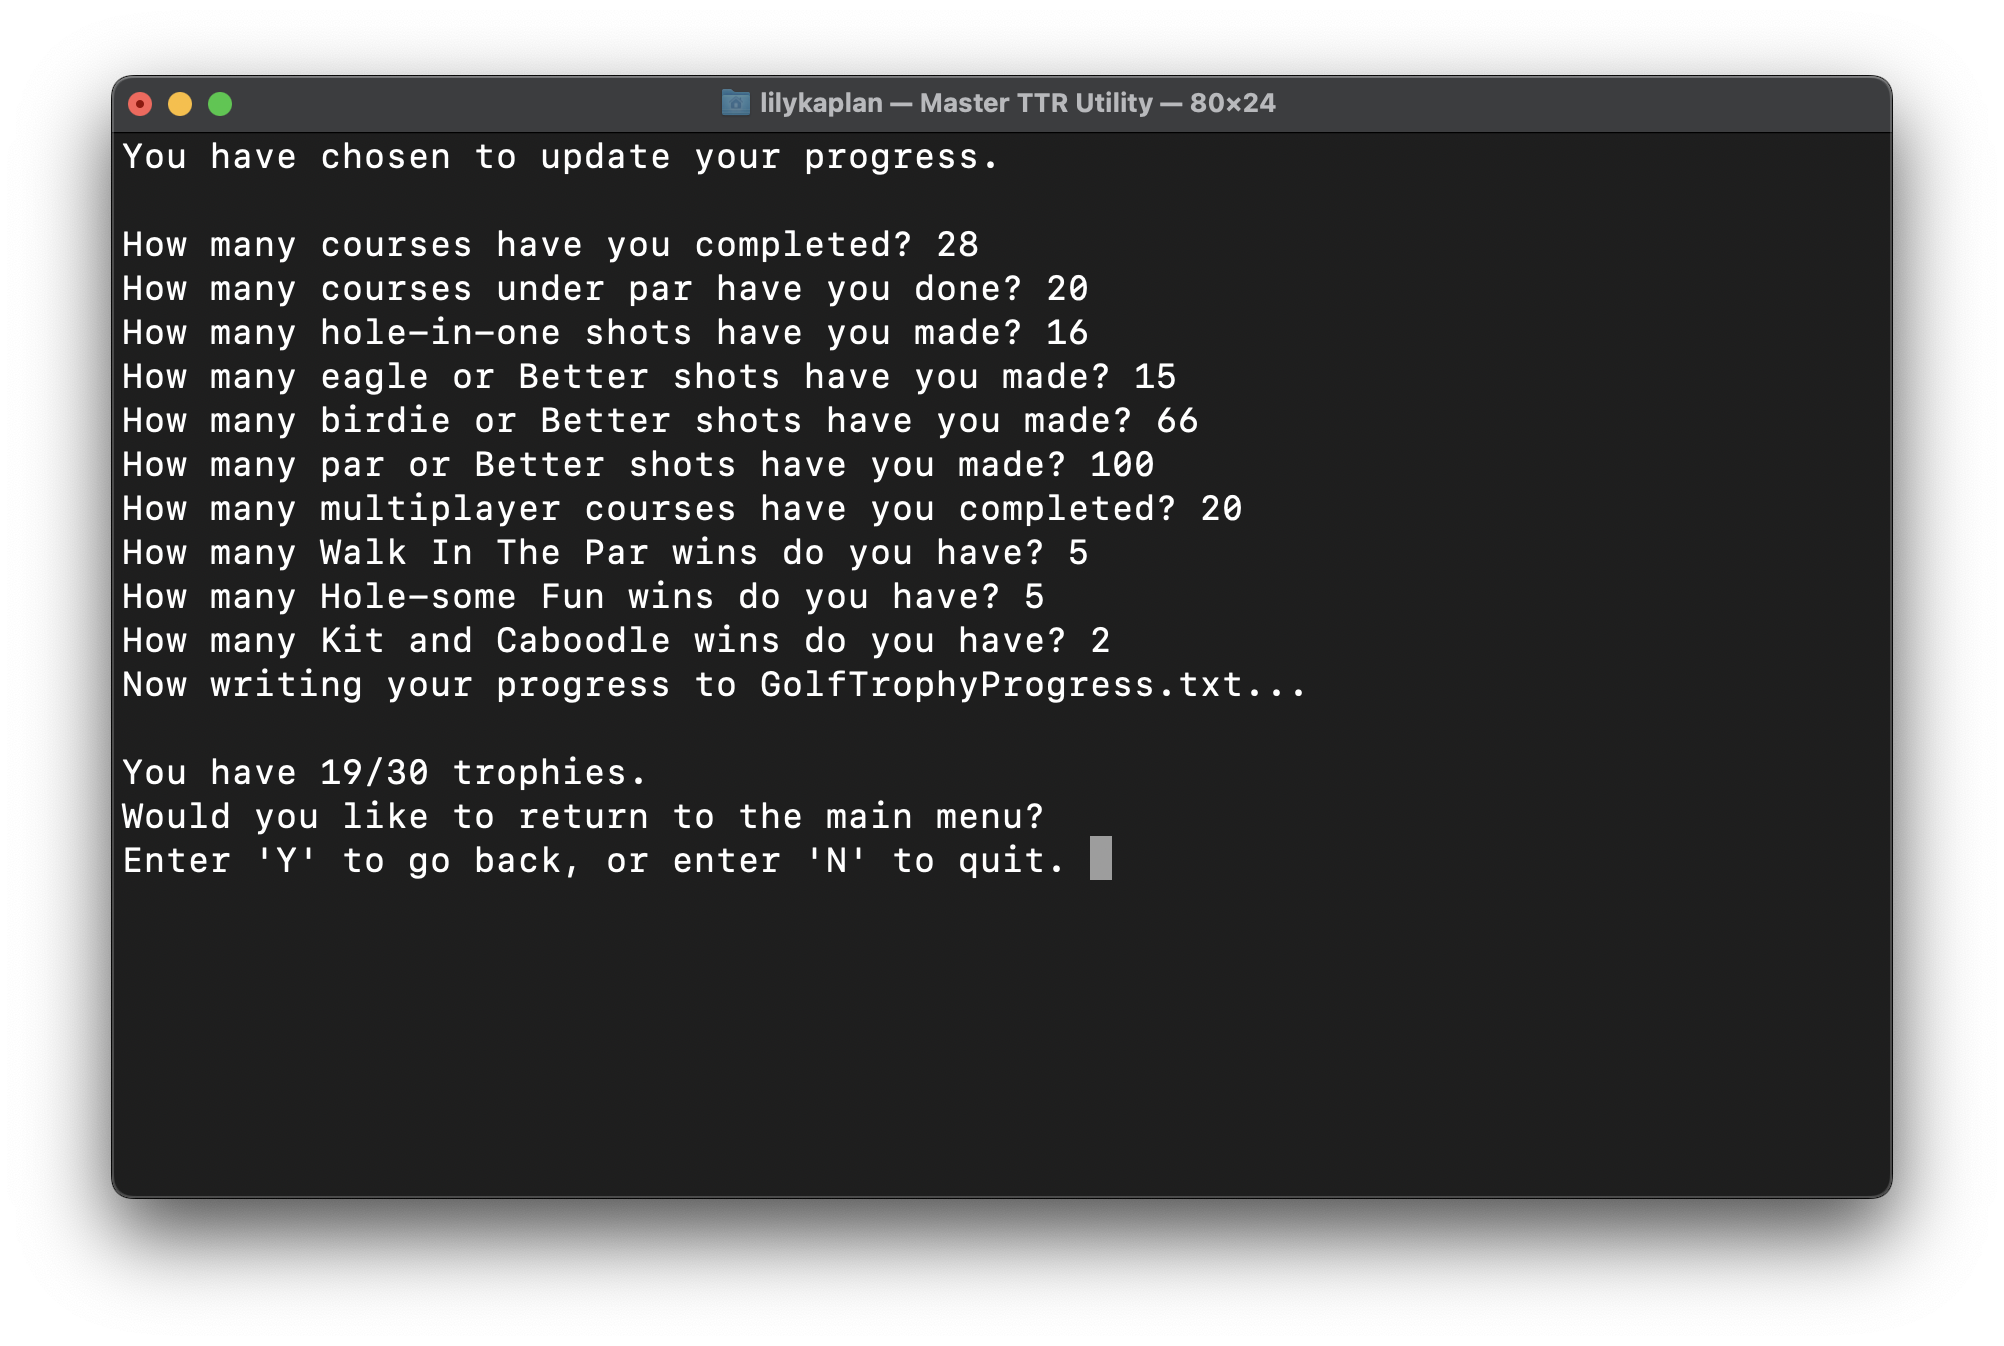 lilykaplan — Master TTR Utility — 80×24
You have chosen to update your progress.
How many courses have you completed? 28
How many courses under par have you done? 20
How many hole-in-one shots have you made? 16
How many eagle or Better shots have you made? 15
How many birdie or Better shots have you made? 66
How many par or Better shots have you made? 100
How many multiplayer courses have you completed? 20
How many Walk In The Par wins do you have? 5
How many Hole-some Fun wins do you have? 5
How many Kit and Caboodle wins do you have? 2
Now writing your progress to GolfTrophyProgress.txt...
You have 19/30 trophies.
Would you like to return to the main menu?
Enter 'Y' to go back, or enter 'N' to quit.